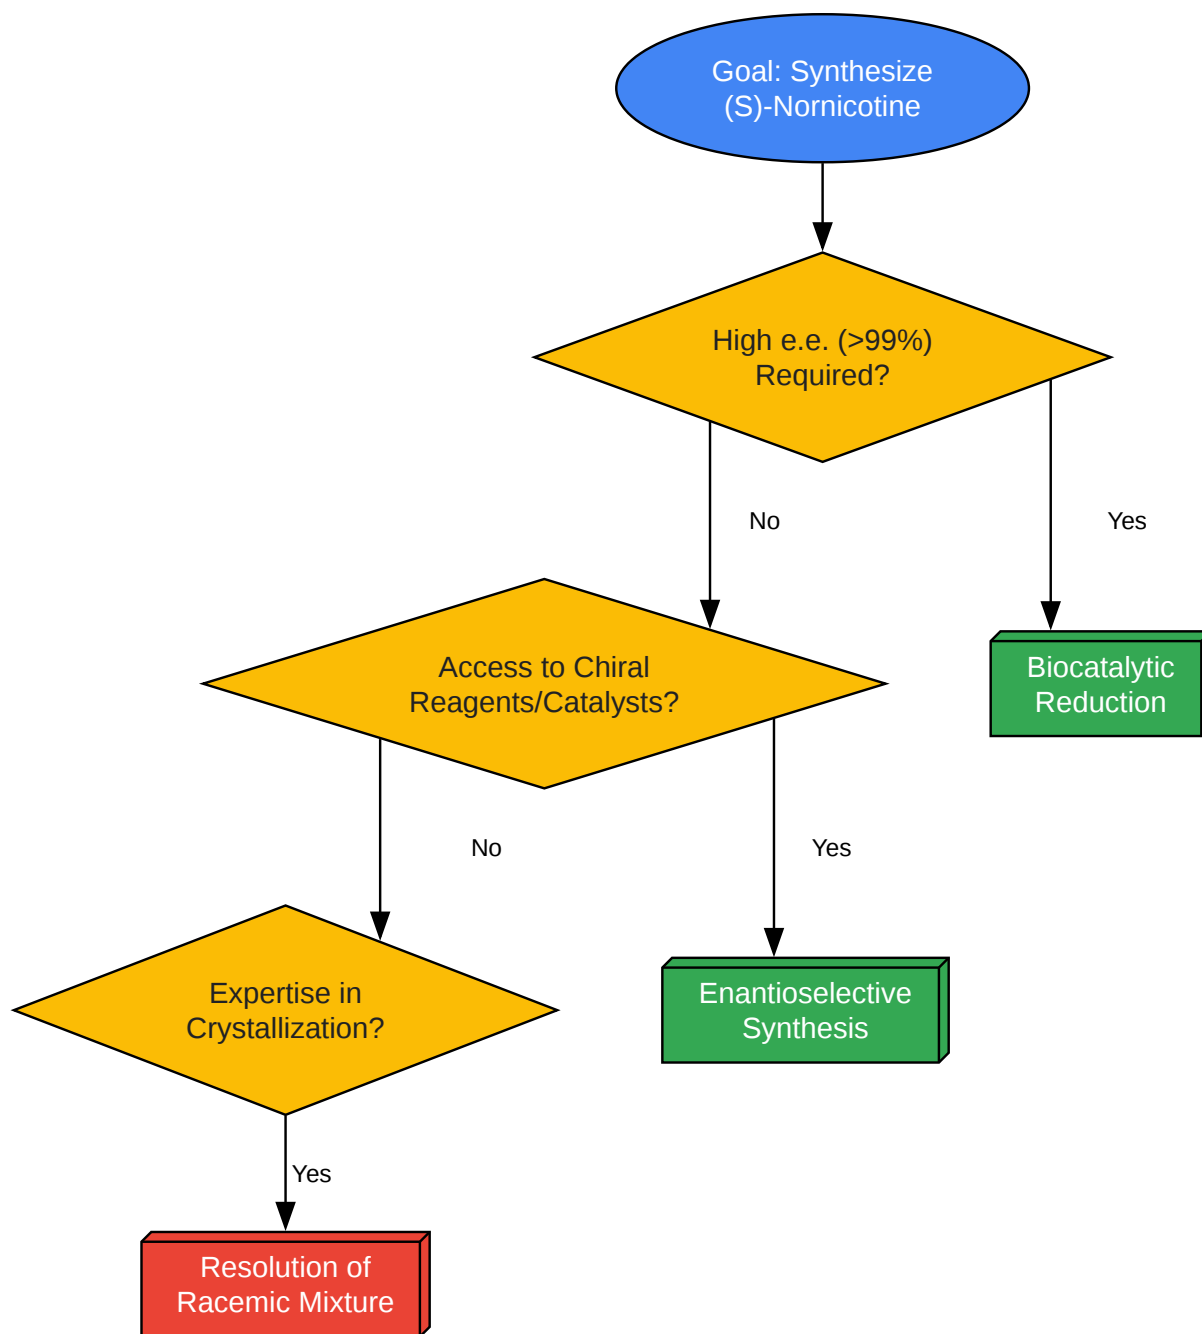 Goal: Synthesize
(S)-Nornicotine
High e.e. (>99%)
Required?
No
Yes
Access to Chiral
Reagents/Catalysts?
Biocatalytic
Reduction
No
Yes
Expertise in
Crystallization?
Enantioselective
Synthesis
Yes
Resolution of
Racemic Mixture